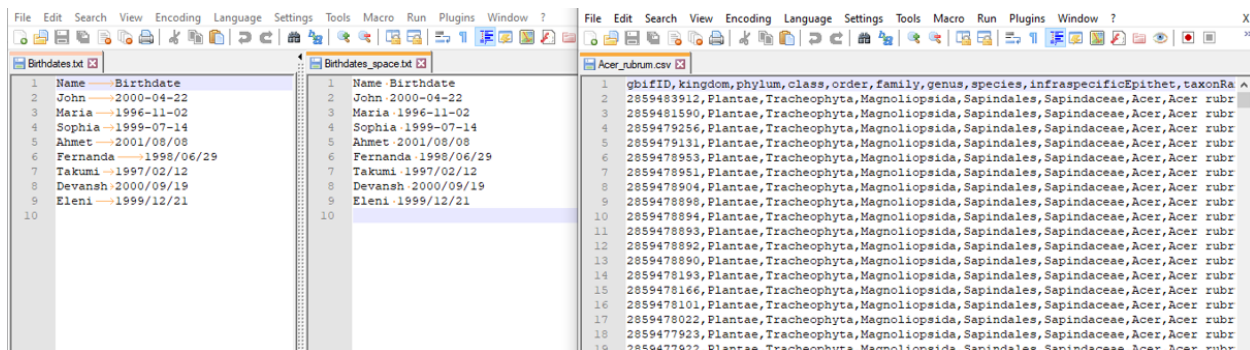 File Edit Search View Encoding Language Settings Tools Macro Run Plugins Window ?
Birthdates.txt
1 Name Birthdate
2 John 2000-04-22
3 Maria 1996-11-02
4 Sophia 1999-07-14
5 Ahmet 2001/08/08
6 Fernanda 1998/06/29
7 Takumi 1997/02/12
8 Devansh 2000/09/19
9 Eleni 1999/12/21
10
Birthdates_space.txt
1 Name Birthdate
2 John 2000-04-22
3 Maria 1996-11-02
4 Sophia 1999-07-14
5 Ahmet 2001/08/08
6 Fernanda 1998/06/29
7 Takumi 1997/02/12
8 Devansh 2000/09/19
9 Eleni 1999/12/21
10
File Edit Search View Encoding Language Settings Tools Macro Run Plugins Window ? X
Acer_rubrum.csv
1 gbifID,kingdom,phylum,class,order,family,genus,species,infraspecificEpithet,taxonRa
2 2859483912,Plantae,Tracheophyta,Magnoliopsida,Sapindales,Sapindaceae,Acer,Acer rubr
3 2859481590,Plantae,Tracheophyta,Magnoliopsida,Sapindales,Sapindaceae,Acer,Acer rubr
4 2859479256,Plantae,Tracheophyta,Magnoliopsida,Sapindales,Sapindaceae,Acer,Acer rubr
5 2859479131,Plantae,Tracheophyta,Magnoliopsida,Sapindales,Sapindaceae,Acer,Acer rubr
6 2859478953,Plantae,Tracheophyta,Magnoliopsida,Sapindales,Sapindaceae,Acer,Acer rubr
7 2859478951,Plantae,Tracheophyta,Magnoliopsida,Sapindales,Sapindaceae,Acer,Acer rubr
8 2859478904,Plantae,Tracheophyta,Magnoliopsida,Sapindales,Sapindaceae,Acer,Acer rubr
9 2859478898,Plantae,Tracheophyta,Magnoliopsida,Sapindales,Sapindaceae,Acer,Acer rubr
10 2859478894,Plantae,Tracheophyta,Magnoliopsida,Sapindales,Sapindaceae,Acer,Acer rubr
11 2859478893,Plantae,Tracheophyta,Magnoliopsida,Sapindales,Sapindaceae,Acer,Acer rubr
12 2859478892,Plantae,Tracheophyta,Magnoliopsida,Sapindales,Sapindaceae,Acer,Acer rubr
13 2859478890,Plantae,Tracheophyta,Magnoliopsida,Sapindales,Sapindaceae,Acer,Acer rubr
14 2859478193,Plantae,Tracheophyta,Magnoliopsida,Sapindales,Sapindaceae,Acer,Acer rubr
15 2859478166,Plantae,Tracheophyta,Magnoliopsida,Sapindales,Sapindaceae,Acer,Acer rubr
16 2859478101,Plantae,Tracheophyta,Magnoliopsida,Sapindales,Sapindaceae,Acer,Acer rubr
17 2859478022,Plantae,Tracheophyta,Magnoliopsida,Sapindales,Sapindaceae,Acer,Acer rubr
18 2859477923,Plantae,Tracheophyta,Magnoliopsida,Sapindales,Sapindaceae,Acer,Acer rubr
19 2859477922,Plantae,Tracheophyta,Magnoliopsida,Sapindales,Sapindaceae,Acer,Acer rubr